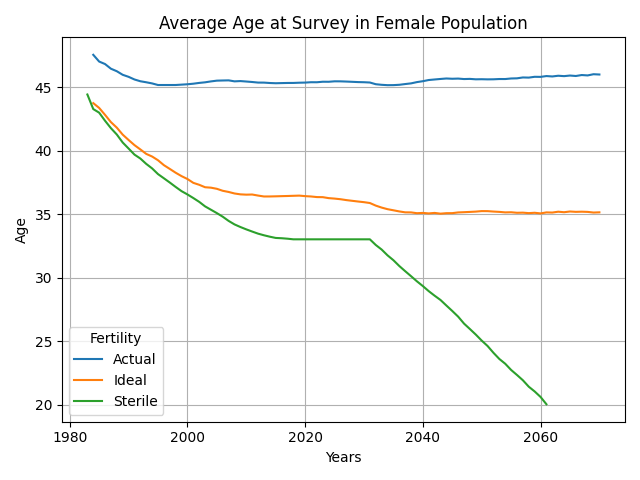 Average Age at Survey in Female Population
Age
45
40
35
30
25
20
Fertility
Actual
Ideal
Sterile
1980
2000
2020
2040
2060
Years